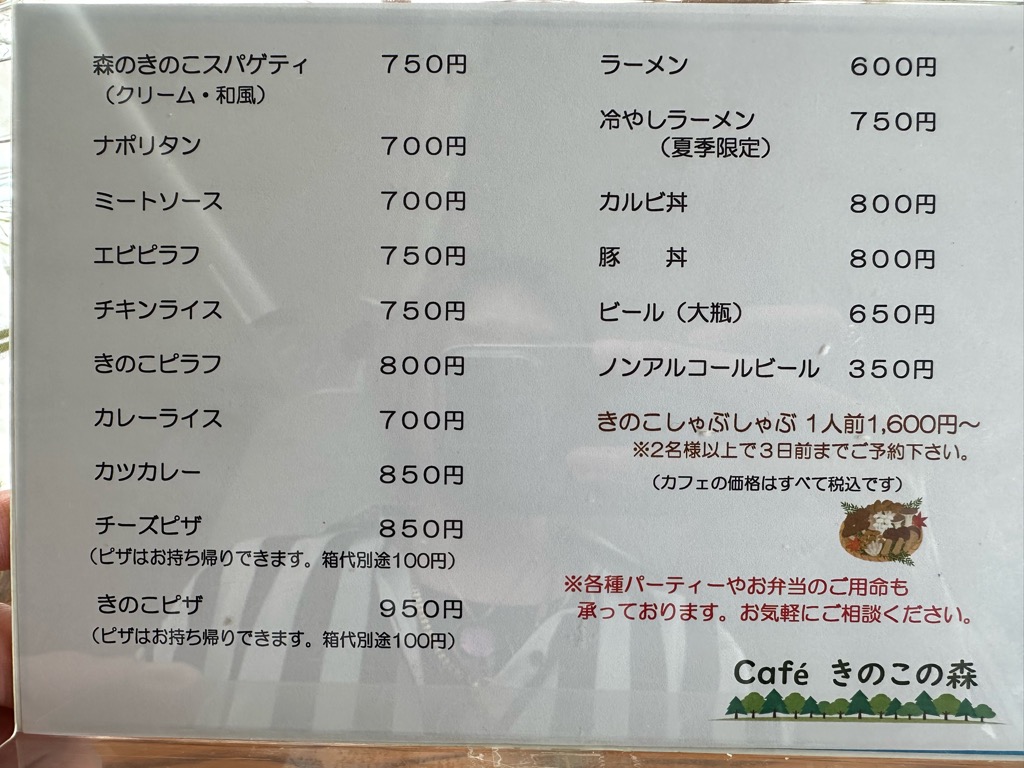 森のきのこスパゲティ ７５０円
（クリーム・和風）
ナポリタン ７００円
ミートソース ７００円
エビピラフ ７５０円
チキンライス ７５０円
きのこピラフ ８００円
カレーライス ７００円
カツカレー ８５０円
チーズピザ ８５０円
（ピザはお持ち帰りできます。箱代別途100円）
きのこピザ ９５０円
（ピザはお持ち帰りできます。箱代別途100円）
ラーメン ６００円
冷やしラーメン ７５０円
（夏季限定）
カルビ丼 ８００円
豚　丼 ８００円
ビール（大瓶） ６５０円
ノンアルコールビール ３５０円
きのこしゃぶしゃぶ １人前1,600円～
※2名様以上で３日前までご予約下さい。
（カフェの価格はすべて税込です）
※各種パーティーやお弁当のご用命も
承っております。お気軽にご相談ください。
Café きのこの森